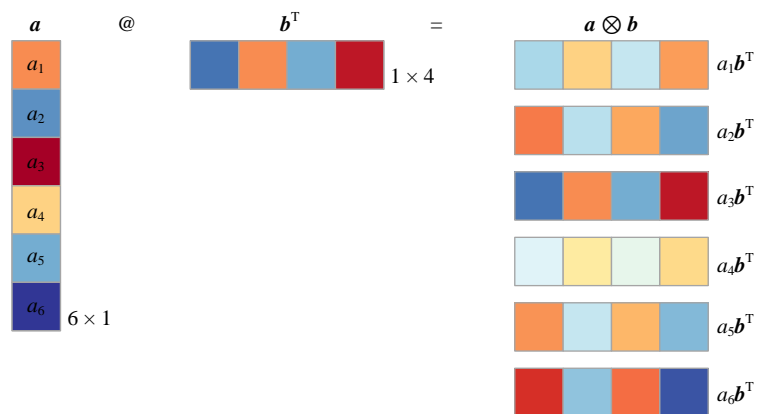 a @ bᵀ = a ⊗ b
a₁ 1 × 4 a₁bᵀ
a₂ a₂bᵀ
a₃ a₃bᵀ
a₄ a₄bᵀ
a₅ a₅bᵀ
a₆ 6 × 1
a₆bᵀ